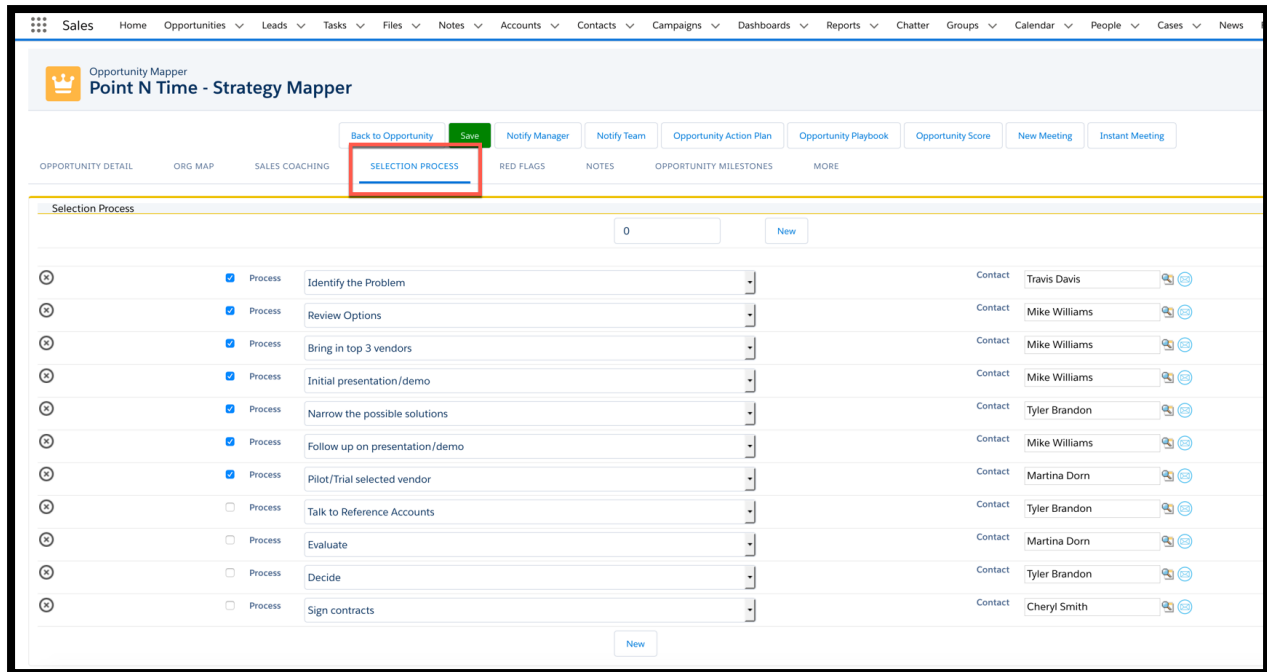 Sales Home Opportunities Leads Tasks Files Notes Accounts Contacts Campaigns Dashboards Reports Chatter Groups Calendar People Cases News
Opportunity Mapper
Point N Time - Strategy Mapper
Back to Opportunity Save Notify Manager Notify Team Opportunity Action Plan Opportunity Playbook Opportunity Score New Meeting Instant Meeting
OPPORTUNITY DETAIL ORG MAP SALES COACHING SELECTION PROCESS RED FLAGS NOTES OPPORTUNITY MILESTONES MORE
Selection Process
0 New
Process Identify the Problem Contact Travis Davis
Process Review Options Contact Mike Williams
Process Bring in top 3 vendors Contact Mike Williams
Process Initial presentation/demo Contact Mike Williams
Process Narrow the possible solutions Contact Tyler Brandon
Process Follow up on presentation/demo Contact Mike Williams
Process Pilot/Trial selected vendor Contact Martina Dorn
Process Talk to Reference Accounts Contact Tyler Brandon
Process Evaluate Contact Martina Dorn
Process Decide Contact Tyler Brandon
Process Sign contracts Contact Cheryl Smith
New